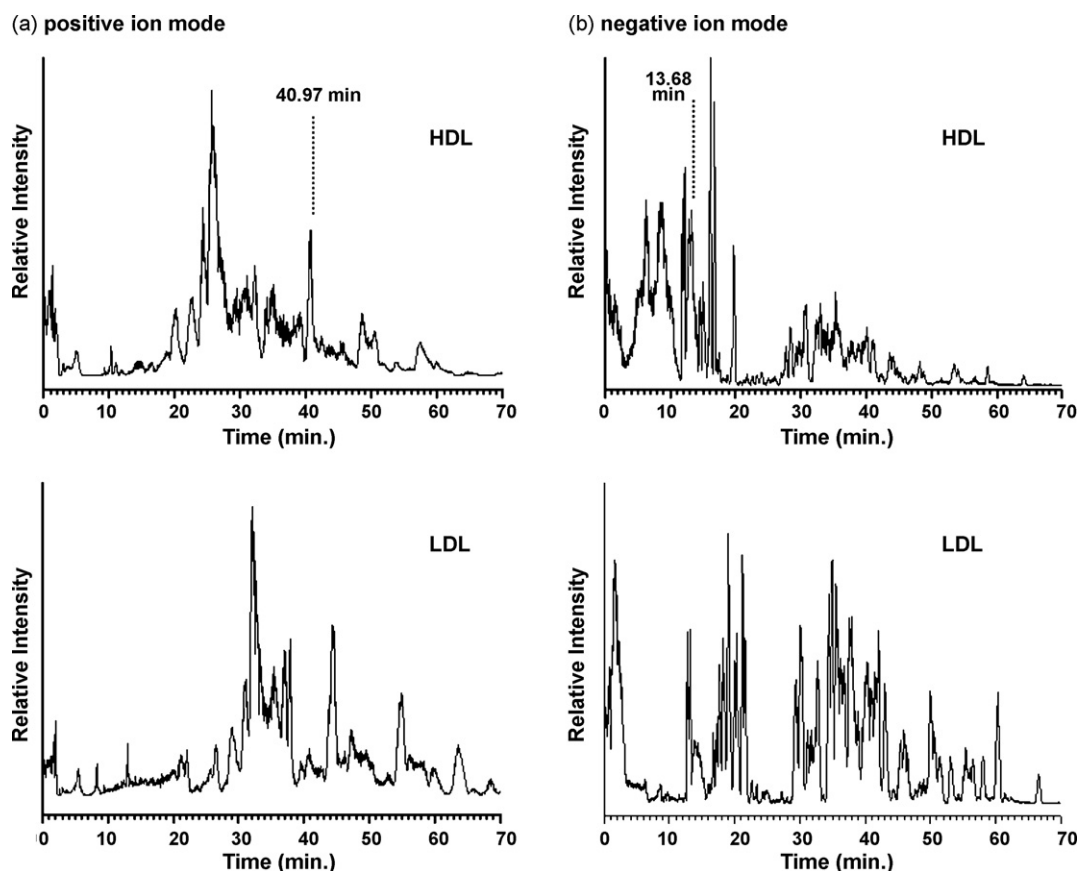 (a) positive ion mode
40.97 min
HDL
Relative Intensity
0 10 20 30 40 50 60 70
Time (min.)
(b) negative ion mode
13.68
min
HDL
Relative Intensity
0 10 20 30 40 50 60 70
Time (min.)
LDL
Relative Intensity
0 10 20 30 40 50 60 70
Time (min.)
LDL
Relative Intensity
0 10 20 30 40 50 60 70
Time (min.)